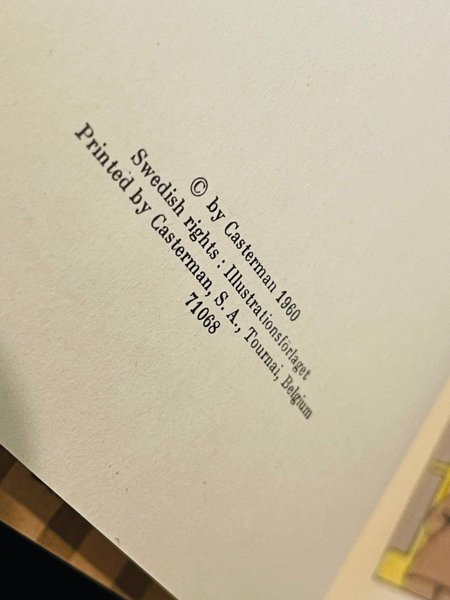 © by Casterman 1960
Swedish rights : Illustrationsförlaget
Printed by Casterman, S. A., Tournai, Belgium
71068